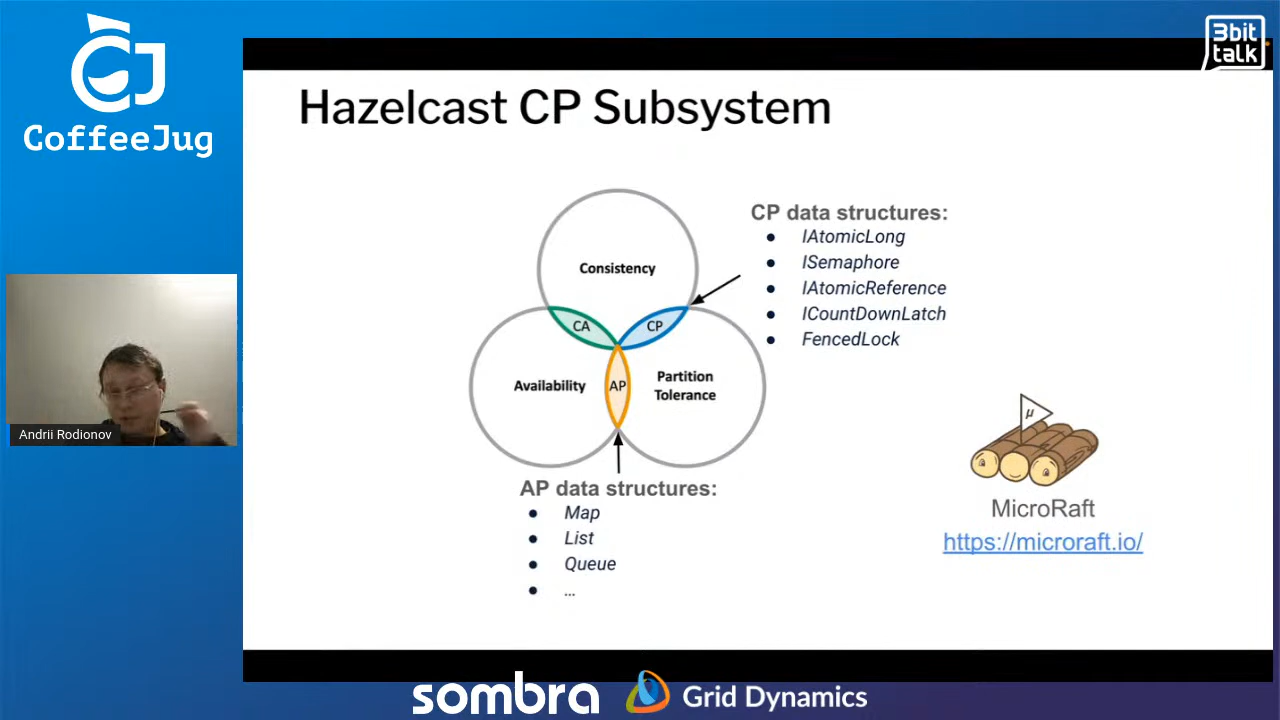 CJ
CoffeeJug
3bit
talk
Hazelcast CP Subsystem
Consistency
CA
CP
Availability
AP
Partition
Tolerance
CP data structures:
● IAtomicLong
● ISemaphore
● IAtomicReference
● ICountDownLatch
● FencedLock
AP data structures:
● Map
● List
● Queue
● ...
μ
MicroRaft
https://microraft.io/
Andrii Rodionov
sombra
Grid Dynamics